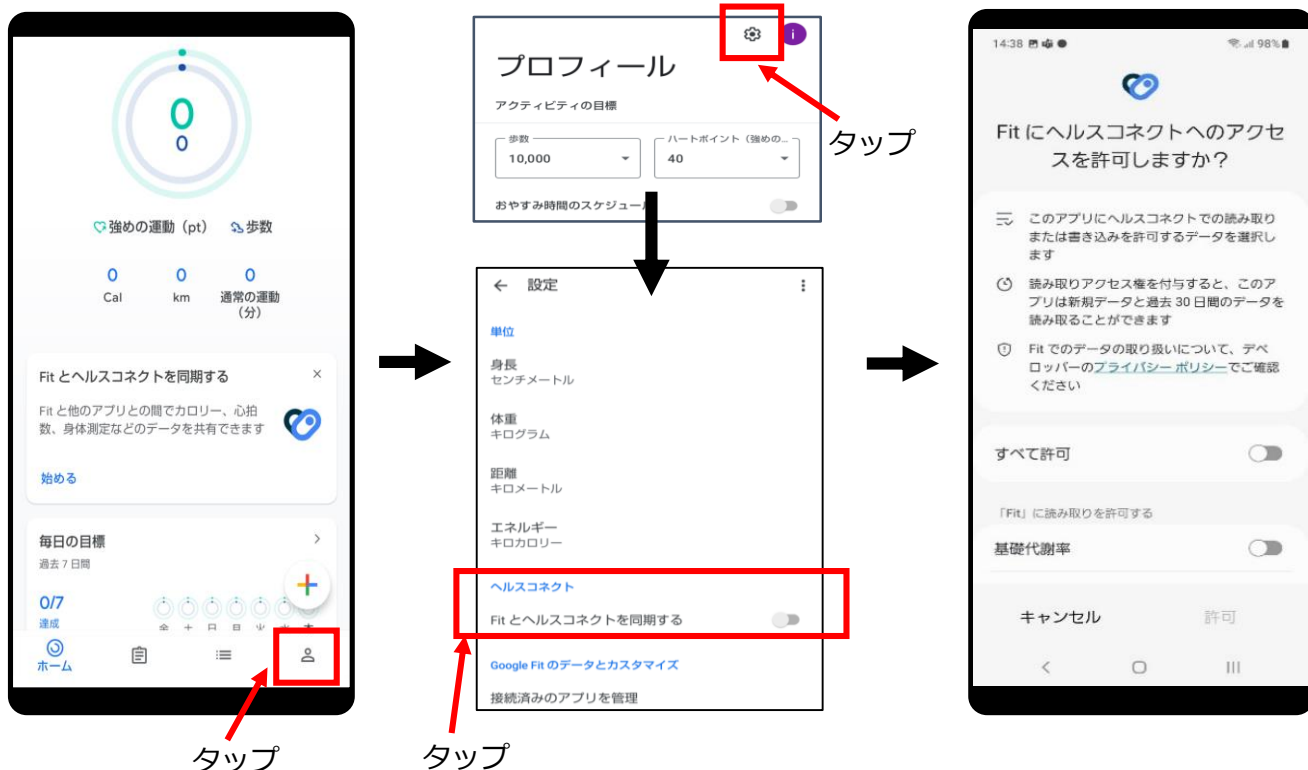 0
0
強めの運動（pt） 歩数
0 0 0
Cal km 通常の運動
（分）
Fit とヘルスコネクトを同期する ×
Fit と他のアプリとの間でカロリー、心拍
数、身体測定などのデータを共有できます
始める
毎日の目標 >
過去 7 日間
0/7
達成
ホーム
タップ
プロフィール
i
タップ
アクティビティの目標
歩数
10,000
ハートポイント（強めの...
40
おやすみ時間のスケジュー
← 設定
単位
身長
センチメートル
体重
キログラム
距離
キロメートル
エネルギー
キロカロリー
ヘルスコネクト
Fit とヘルスコネクトを同期する
Google Fit のデータとカスタマイズ
接続済みのアプリを管理
タップ
14:38 98%
Fit にヘルスコネクトへのアクセ
スを許可しますか？
このアプリにヘルスコネクトでの読み取り
または書き込みを許可するデータを選択し
ます
読み取りアクセス権を付与すると、このア
プリは新規データと過去 30 日間のデータを
読み取ることができます
Fit でのデータの取り扱いについて、デベ
ロッパーのプライバシー ポリシーでご確認
ください
すべて許可
「Fit」に読み取りを許可する
基礎代謝率
キャンセル 許可